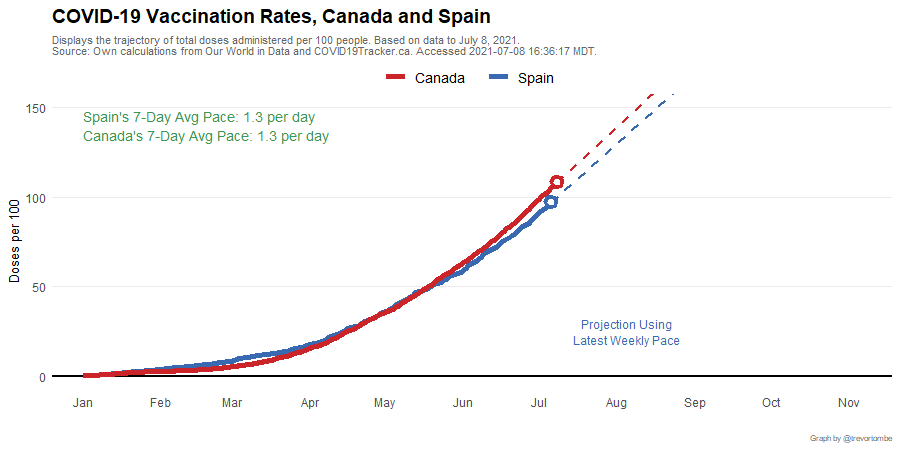 COVID-19 Vaccination Rates, Canada and Spain
Displays the trajectory of total doses administered per 100 people. Based on data to July 8, 2021.
Source: Own calculations from Our World in Data and COVID19Tracker.ca. Accessed 2021-07-08 16:36:17 MDT.
Canada Spain
Spain's 7-Day Avg Pace: 1.3 per day
Canada's 7-Day Avg Pace: 1.3 per day
Doses per 100
150
100
50
0
Projection Using
Latest Weekly Pace
Jan Feb Mar Apr May Jun Jul Aug Sep Oct Nov
Graph by @trevortombe